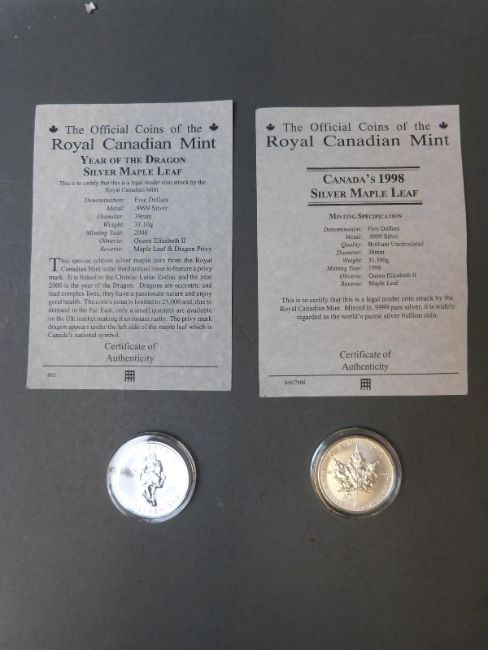 The Official Coins of the
Royal Canadian Mint
YEAR OF THE DRAGON
SILVER MAPLE LEAF
This is to certify that this is a legal tender coin struck by the
Royal Canadian Mint
Denomination: Five Dollars
Metal: .9999 Silver
Diameter: 39mm
Weight: 31.10g
Minting Year: 2000
Obverse: Queen Elizabeth II
Reverse: Maple Leaf & Dragon Privy
This special edition silver maple coin from the Royal
Canadian Mint is the third annual issue to feature a privy
mark. It is linked to the Chinese Lunar Zodiac and the year
2000 is the year of the Dragon. Dragons are eccentric and
lead complex lives, they have a passionate nature and enjoy
good health. The coin's issue is limited to 25,000 and, due to
demand in the Far East, only a small quantity are available
on the UK market making it an instant rarity. The privy mark
dragon appears under the left side of the maple leaf which is
Canada's national symbol.
Certificate of
Authenticity
The Official Coins of the
Royal Canadian Mint
CANADA'S 1998
SILVER MAPLE LEAF
MINTING SPECIFICATION
Denomination: Five Dollars
Metal: .9999 Silver
Quality: Brilliant Uncirculated
Diameter: 38mm
Weight: 31.390g
Minting Year: 1998
Obverse: Queen Elizabeth II
Reverse: Maple Leaf
This is to certify that this is a legal tender coin struck by the
Royal Canadian Mint. Minted in .9999 pure silver, it is widely
regarded as the world's purest silver bullion coin.
Certificate of
Authenticity